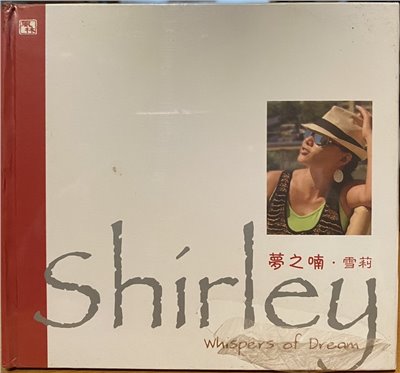 夢之喃·雪莉
Shirley
Whispers of Dream